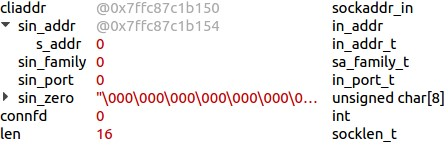 cliaddr @0x7ffc87c1b150 sockaddr_in
sin_addr @0x7ffc87c1b154 in_addr
s_addr 0 in_addr_t
sin_family 0 sa_family_t
sin_port 0 in_port_t
sin_zero "\000\000\000\000\000\000\0... unsigned char[8]
connfd 0 int
len 16 socklen_t